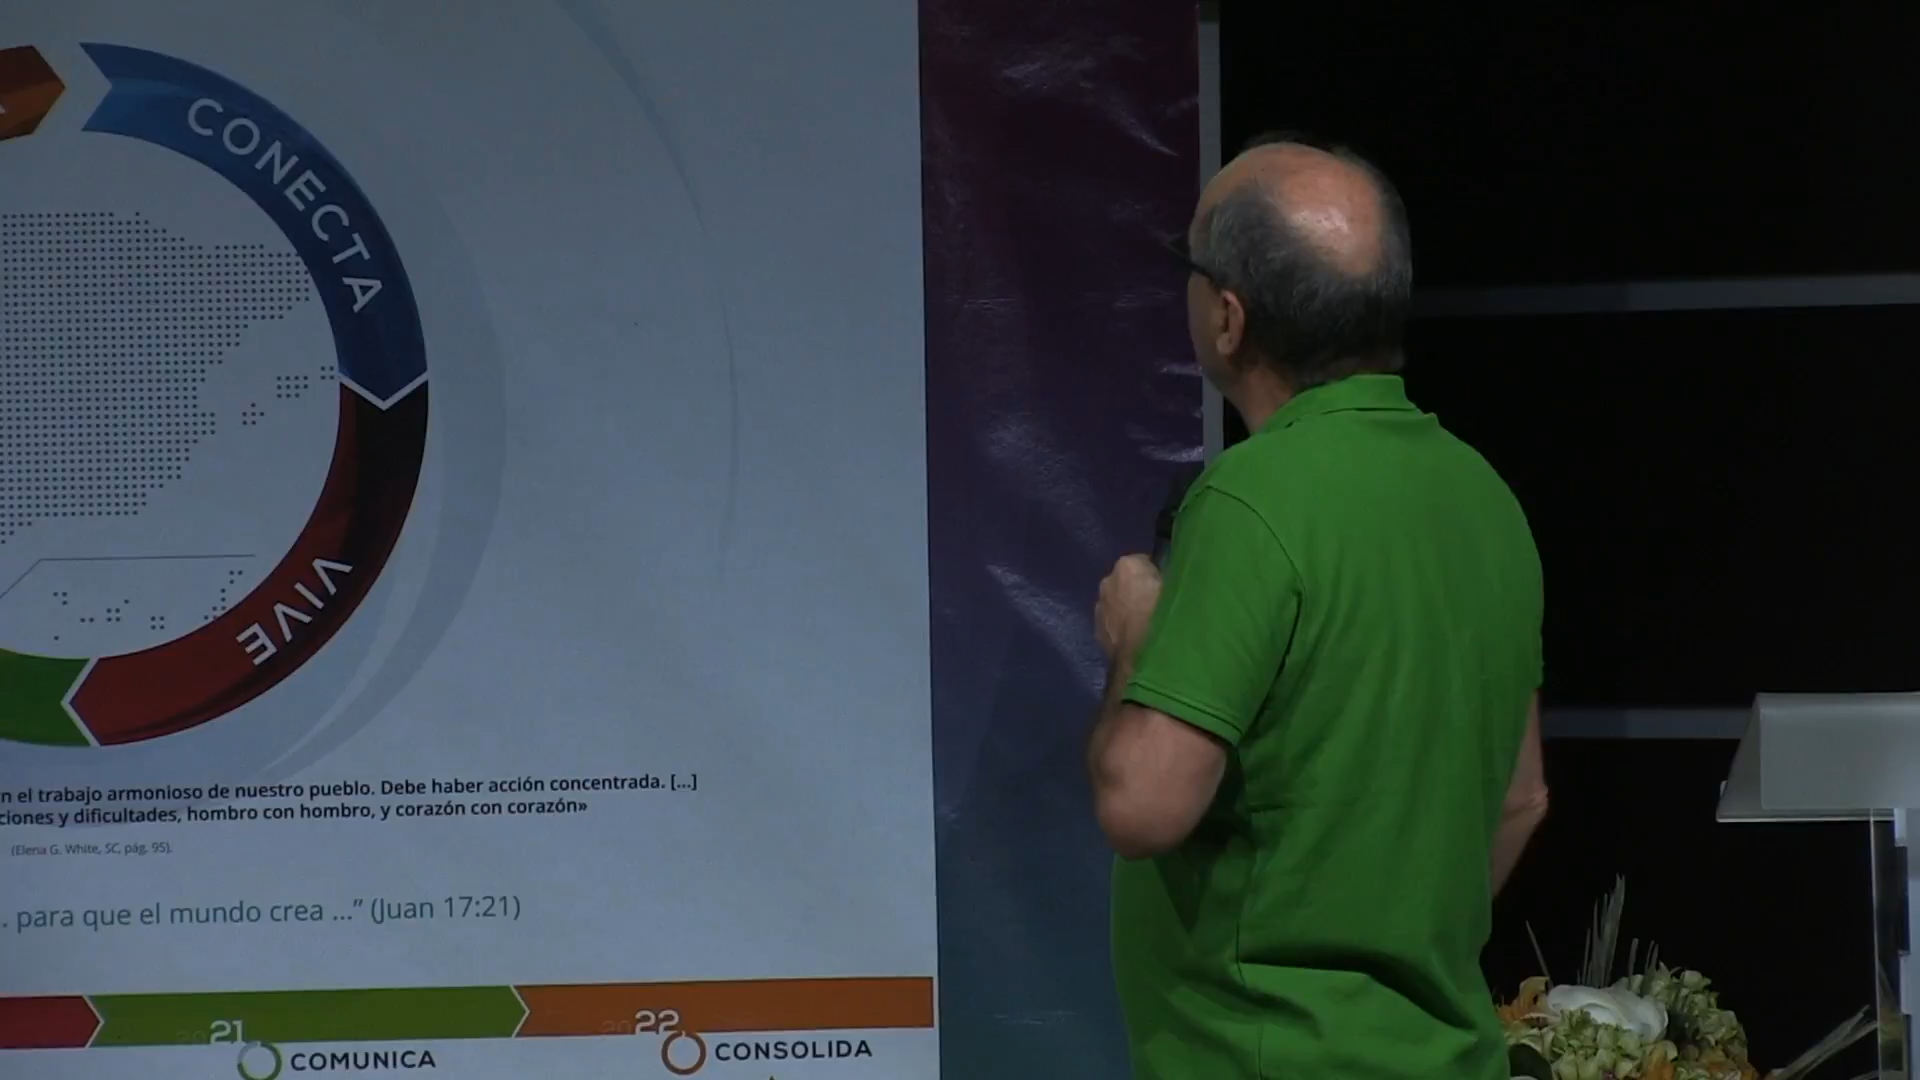 CONECTA
VIVE
el trabajo armonioso de nuestro pueblo. Debe haber acción concentrada. [...]
y dificultades, hombro con hombro, y corazón con corazón»
(Elena G. White, SC, pág. 95).
. para que el mundo crea ...” (Juan 17:21)
2021
2022
COMUNICA
CONSOLIDA